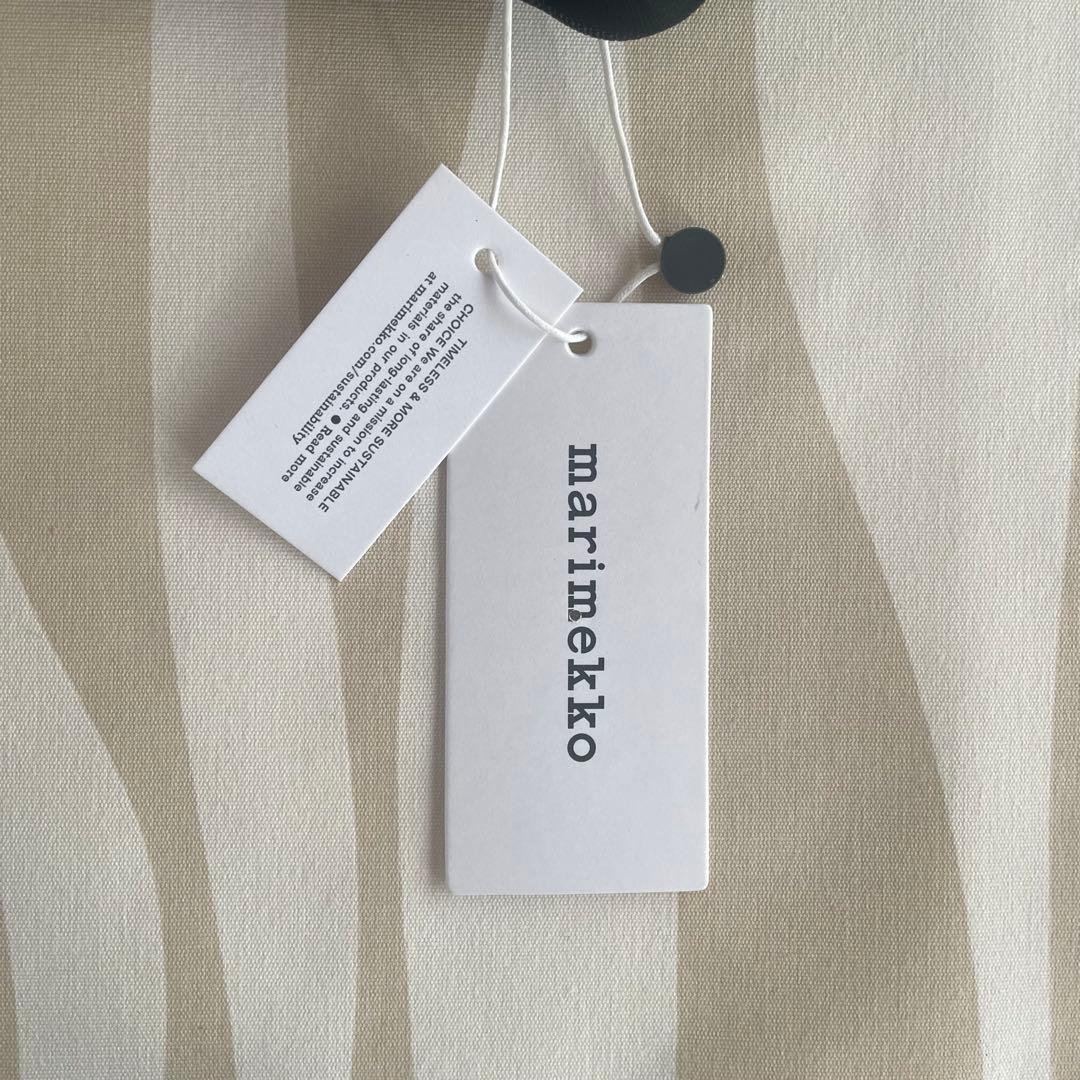 TIMELESS & MORE SUSTAINABLE
CHOICE We are on a mission to increase
the share of long-lasting and sustainable
materials in our products. ● Read more
at marimekko.com/sustainability
marimekko